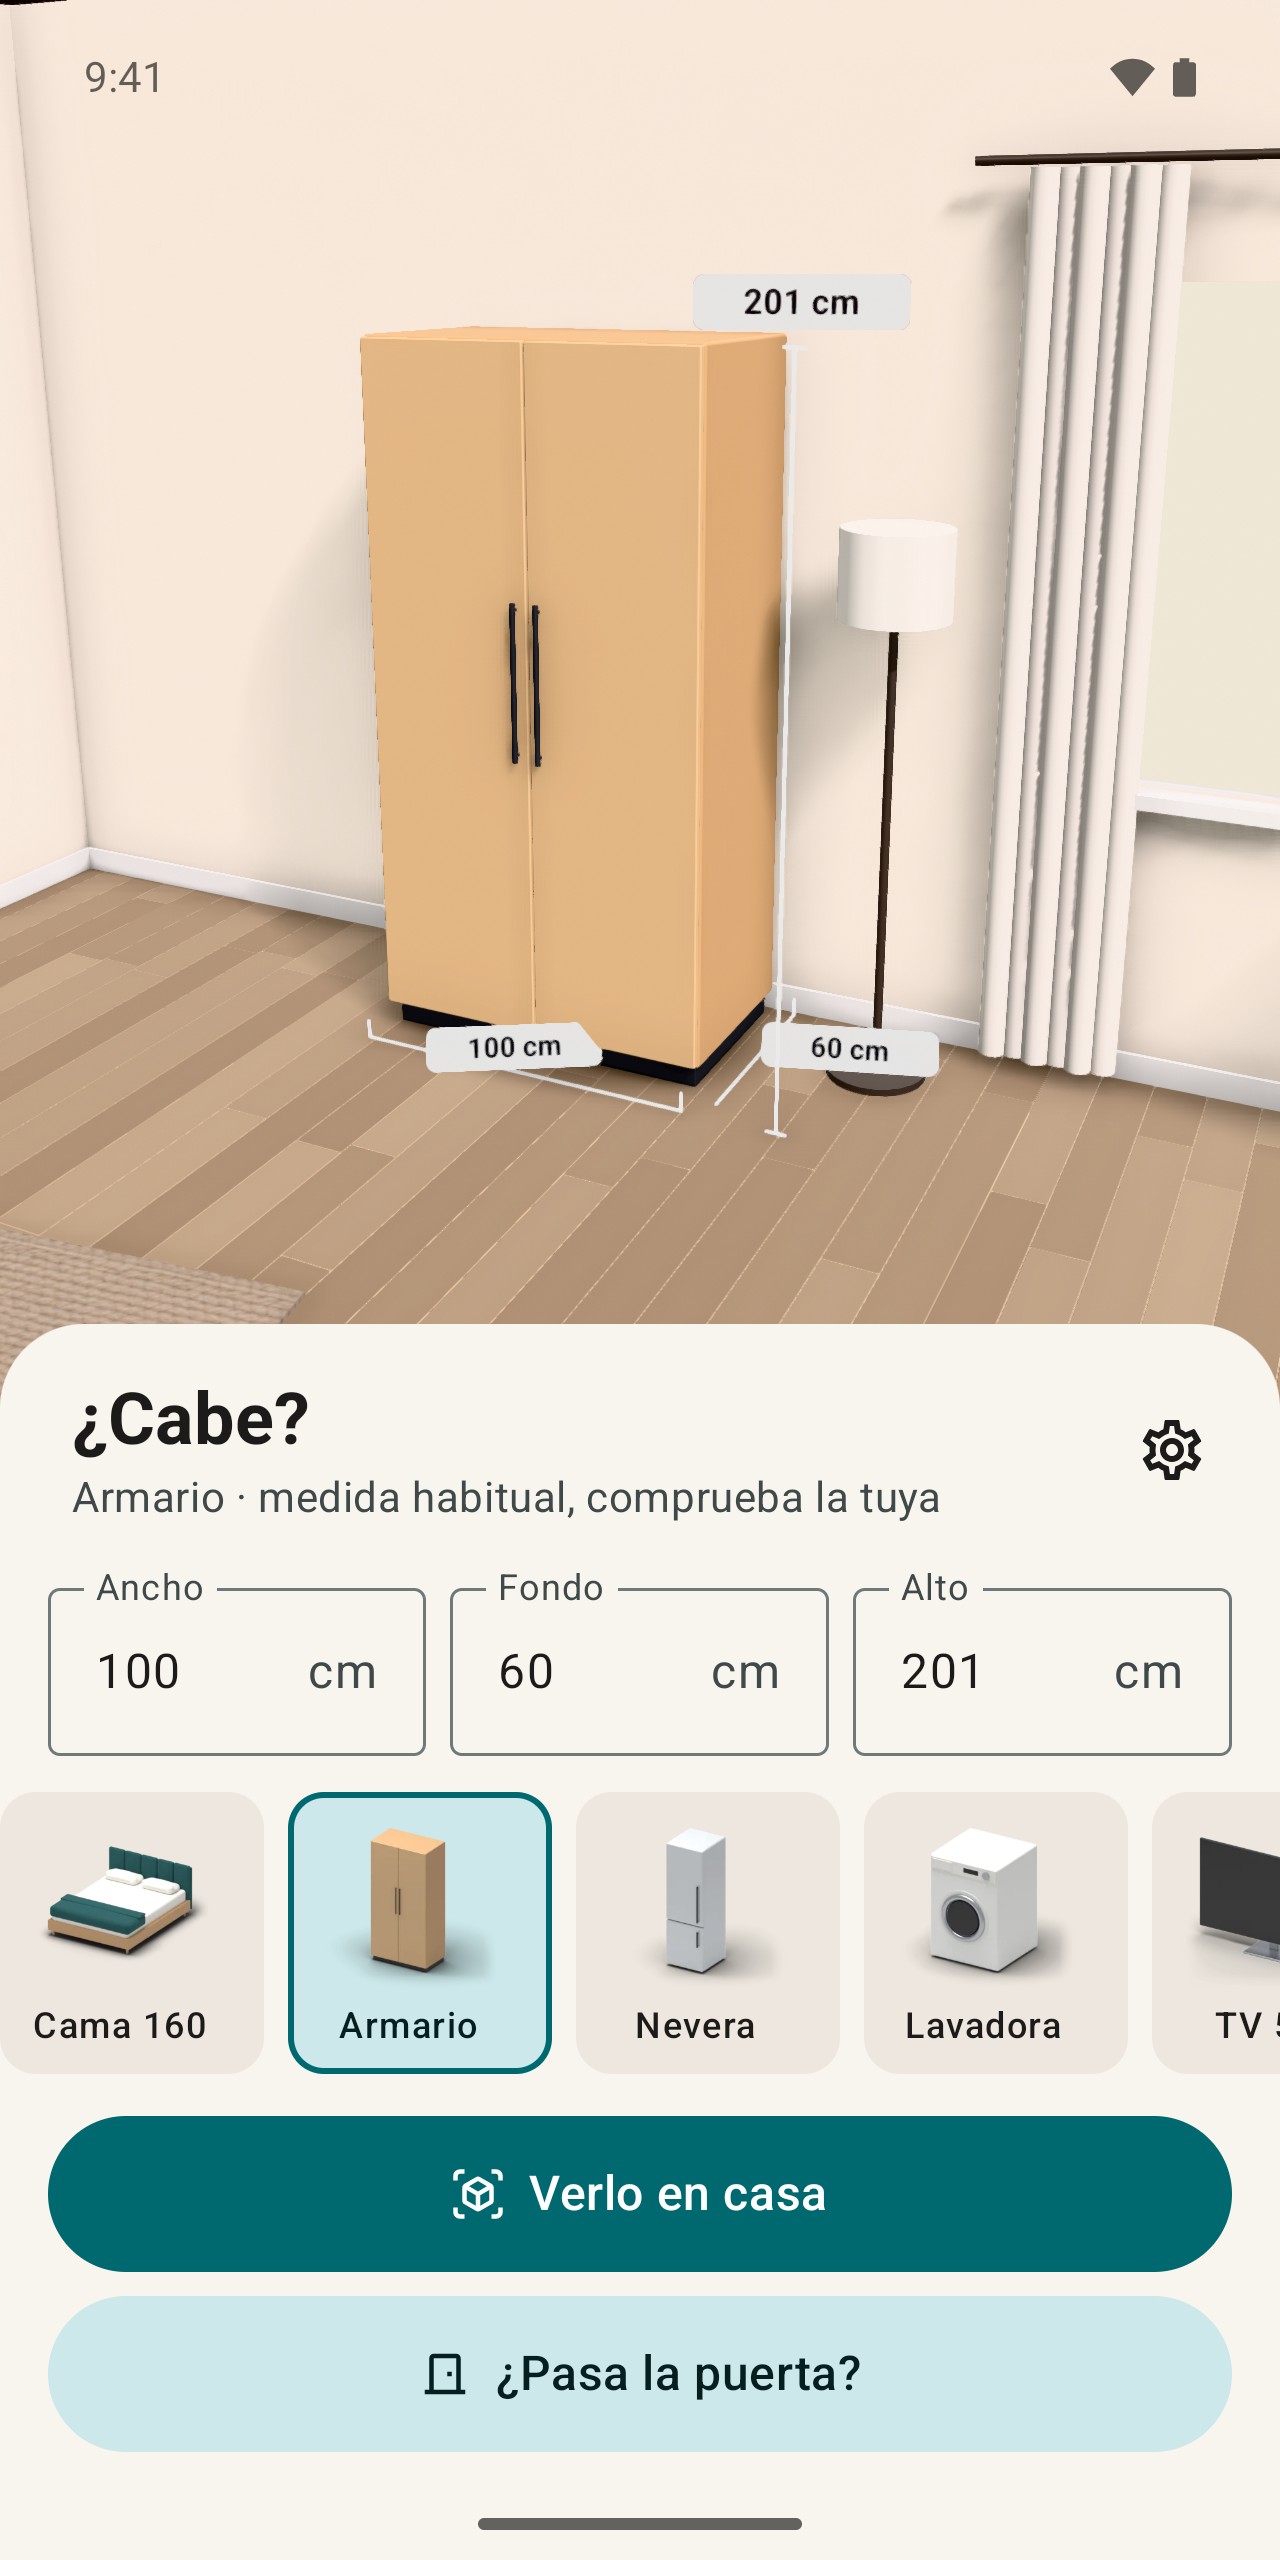 9:41
201 cm
100 cm
60 cm
¿Cabe?
Armario · medida habitual, comprueba la tuya
Ancho
Fondo
Alto
100 cm
60 cm
201 cm
Cama 160
Armario
Nevera
Lavadora
TV
Verlo en casa
¿Pasa la puerta?